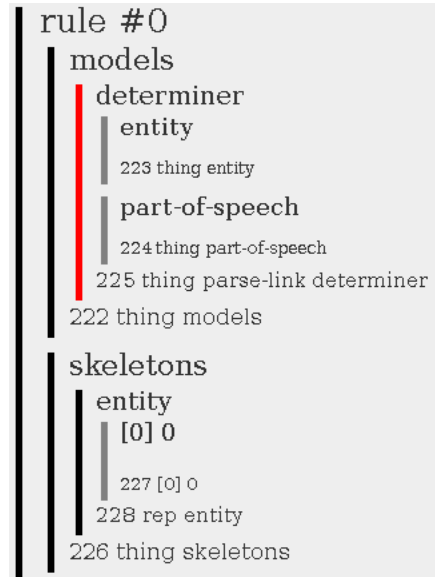 rule #0
models
determiner
entity
223 thing entity
part-of-speech
224 thing part-of-speech
225 thing parse-link determiner
222 thing models
skeletons
entity
[0] 0
227 [0] 0
228 rep entity
226 thing skeletons